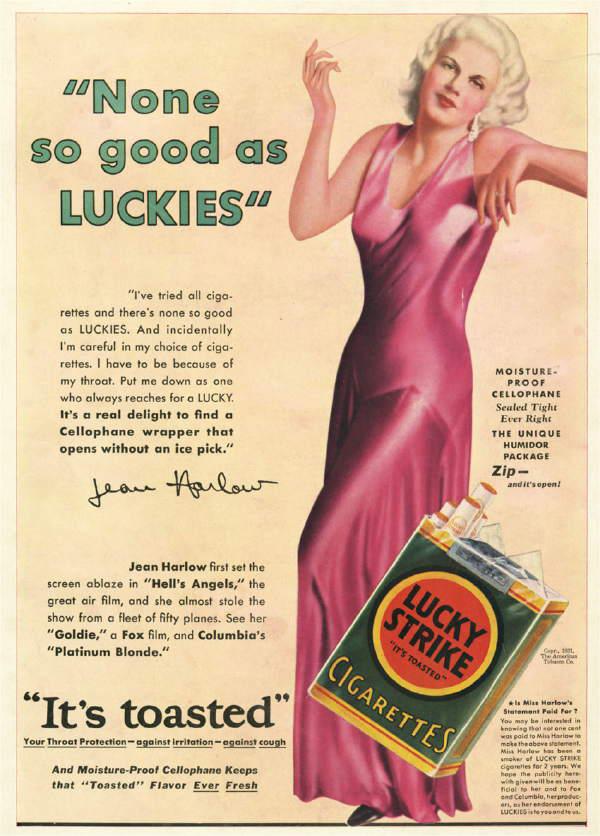 "None
so good as
LUCKIES"
"I've tried all ciga-
rettes and there's none so good
as LUCKIES. And incidentally
I'm careful in my choice of ciga-
rettes. I have to be because of
my throat. Put me down as one
who always reaches for a LUCKY.
It's a real delight to find a
Cellophane wrapper that
opens without an ice pick."
Jean Harlow
Jean Harlow first set the
screen ablaze in "Hell's Angels," the
great air film, and she almost stole the
show from a fleet of fifty planes. See her
"Goldie," a Fox film, and Columbia's
"Platinum Blonde."
"It's toasted"
Your Throat Protection—against irritation—against cough
And Moisture-Proof Cellophane Keeps
that "Toasted" Flavor Ever Fresh
MOISTURE-
PROOF
CELLOPHANE
Sealed Tight
Ever Right
THE UNIQUE
HUMIDOR
PACKAGE
Zip—
and it's open!
LUCKY
STRIKE
"IT'S TOASTED"
CIGARETTES
Copr., 1931,
The American
Tobacco Co.
★Is Miss Harlow's
Statement Paid For?
You may be interested in
knowing that not one cent
was paid to Miss Harlow to
make the above statement.
Miss Harlow has been a
smoker of LUCKY STRIKE
cigarettes for 2 years. We
hope the publicity here-
with given will be as bene-
ficial to her and to Fox
and Columbia, her produc-
ers, as her endorsement of
LUCKIES is to you and to us.